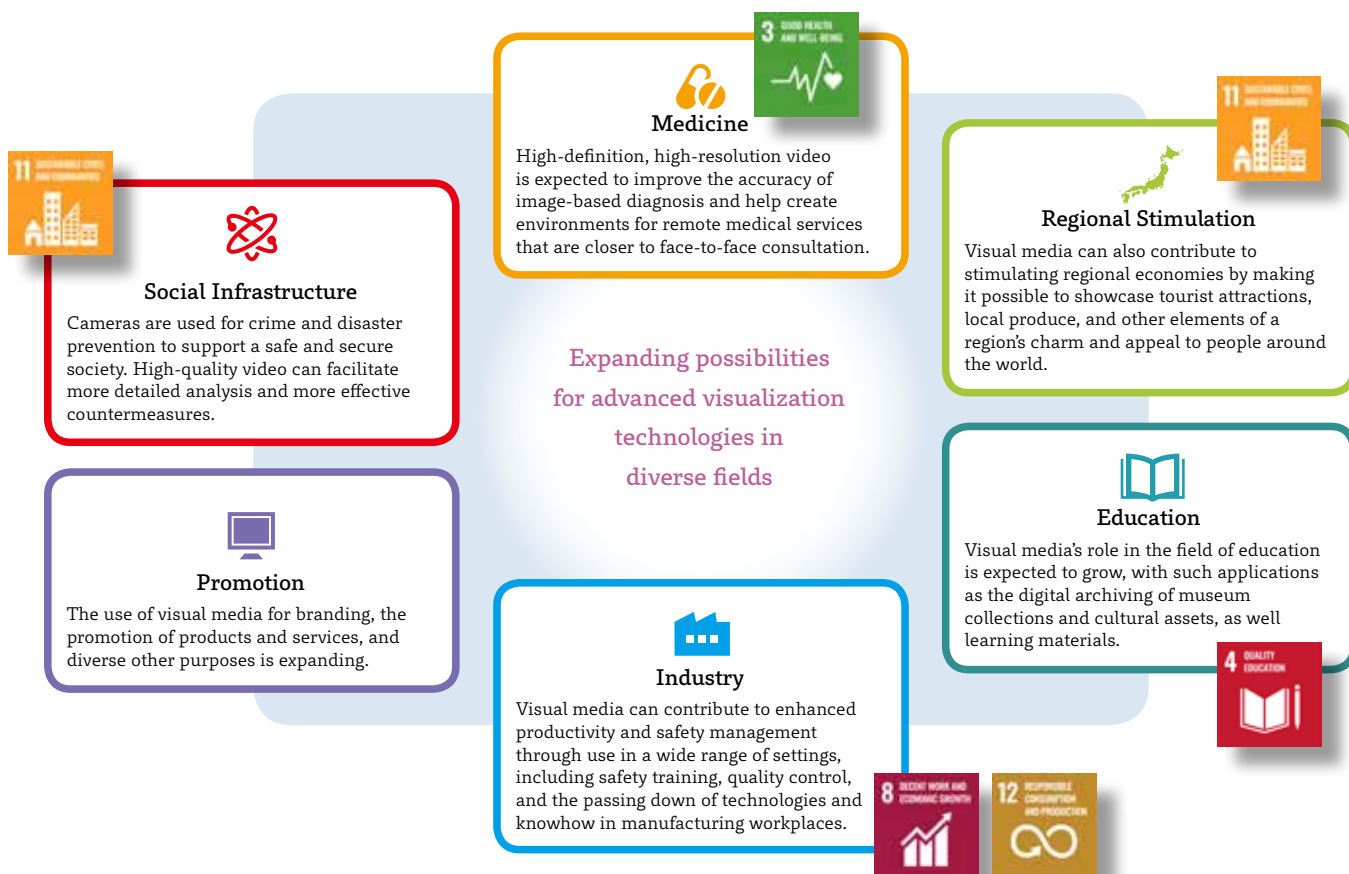 3 GOOD HEALTH
AND WELL-BEING
Medicine
High-definition, high-resolution video
is expected to improve the accuracy of
image-based diagnosis and help create
environments for remote medical services
that are closer to face-to-face consultation.
11 SUSTAINABLE CITIES
AND COMMUNITIES
Social Infrastructure
Cameras are used for crime and disaster
prevention to support a safe and secure
society. High-quality video can facilitate
more detailed analysis and more effective
countermeasures.
11 SUSTAINABLE CITIES
AND COMMUNITIES
Regional Stimulation
Visual media can also contribute to
stimulating regional economies by making
it possible to showcase tourist attractions,
local produce, and other elements of a
region's charm and appeal to people around
the world.
Expanding possibilities
for advanced visualization
technologies in
diverse fields
Promotion
The use of visual media for branding, the
promotion of products and services, and
diverse other purposes is expanding.
Education
Visual media's role in the field of education
is expected to grow, with such applications
as the digital archiving of museum
collections and cultural assets, as well
learning materials.
4 QUALITY
EDUCATION
Industry
Visual media can contribute to enhanced
productivity and safety management
through use in a wide range of settings,
including safety training, quality control,
and the passing down of technologies and
knowhow in manufacturing workplaces.
8 DECENT WORK AND
ECONOMIC GROWTH
12 RESPONSIBLE
CONSUMPTION
AND PRODUCTION